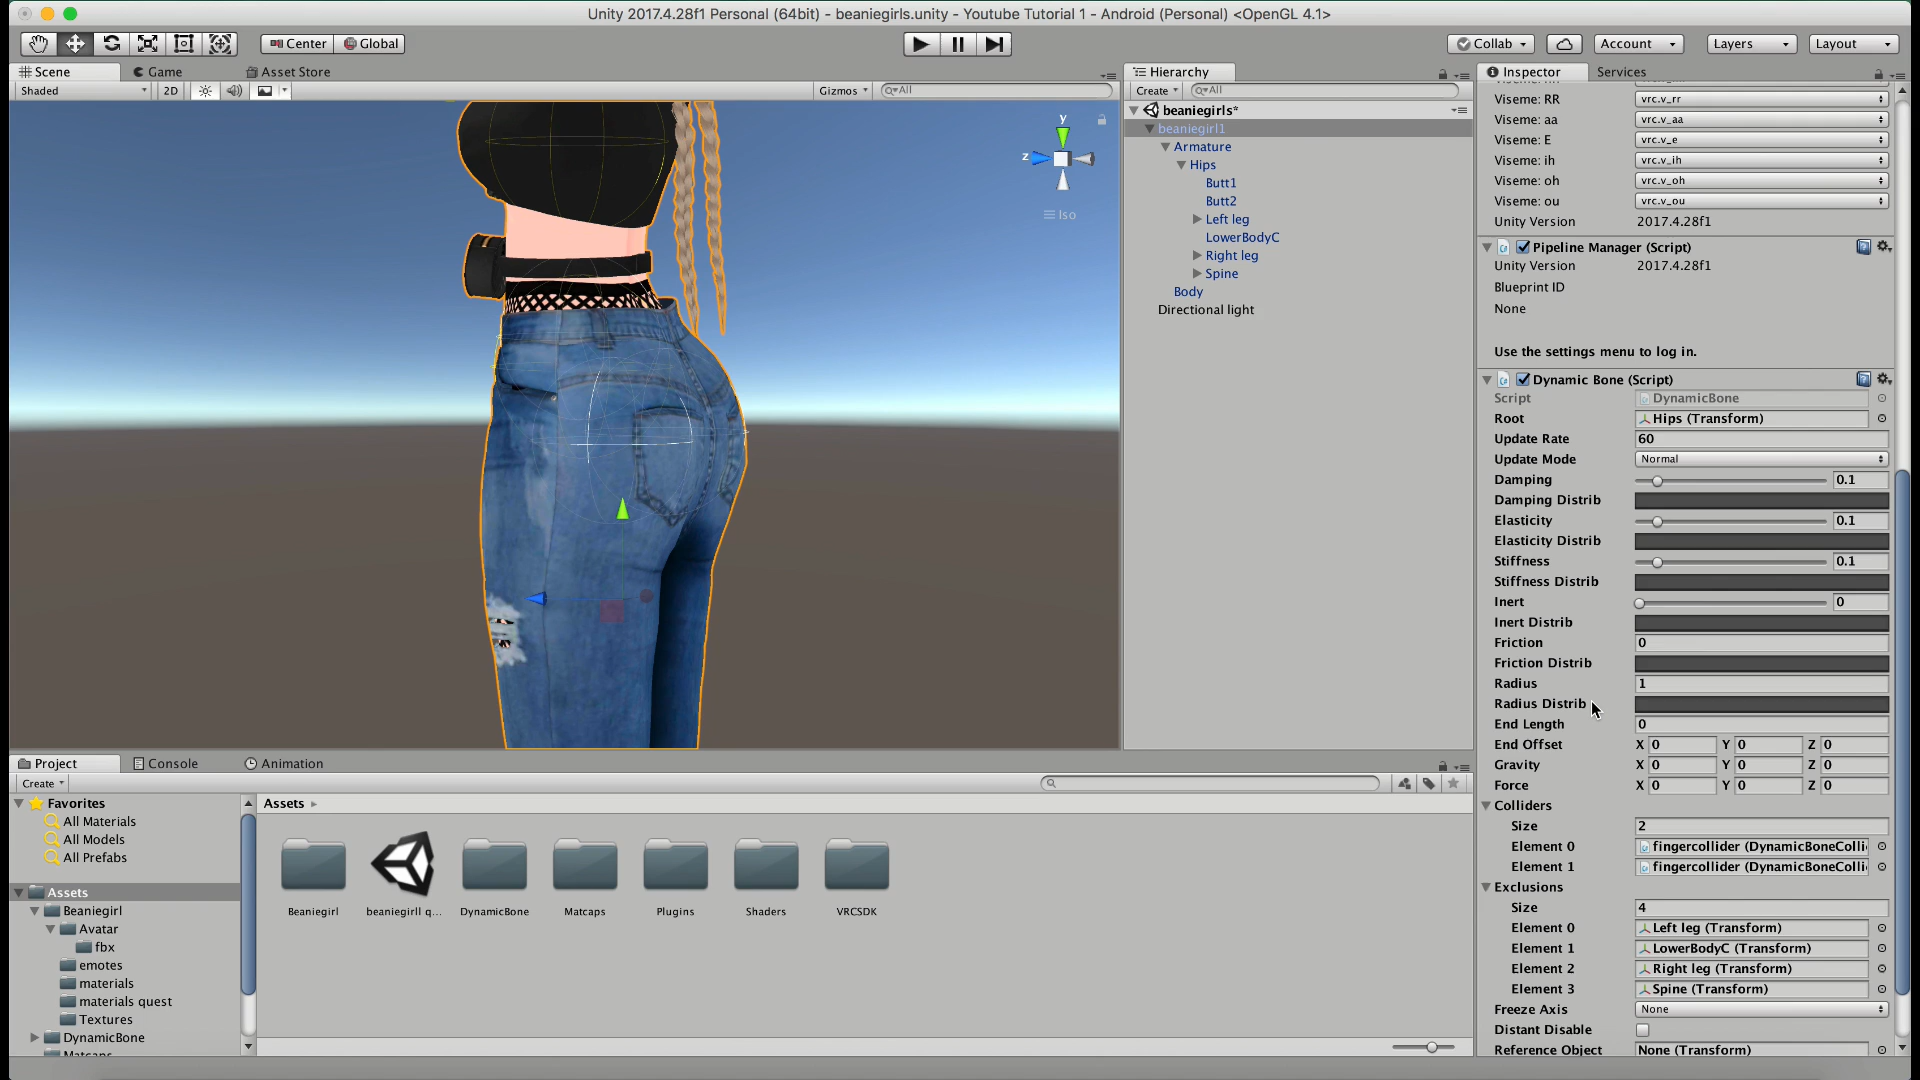 Unity 2017.4.28f1 Personal (64bit) - beaniegirls.unity - Youtube Tutorial 1 - Android (Personal) <OpenGL 4.1>
Center Global Collab Account Layers Layout
Scene Game Asset Store
Shaded 2D Gizmos All
y
z
Iso
Hierarchy
Create All
beaniegirls*
beaniegirl1
Armature
Hips
Butt1
Butt2
Left leg
LowerBodyC
Right leg
Spine
Body
Directional light
Inspector Services
Viseme: RR vrc.v_rr
Viseme: aa vrc.v_aa
Viseme: E vrc.v_e
Viseme: ih vrc.v_ih
Viseme: oh vrc.v_oh
Viseme: ou vrc.v_ou
Unity Version 2017.4.28f1
Pipeline Manager (Script)
Unity Version 2017.4.28f1
Blueprint ID
None
Use the settings menu to log in.
Dynamic Bone (Script)
Script DynamicBone
Root Hips (Transform)
Update Rate 60
Update Mode Normal
Damping 0.1
Damping Distrib
Elasticity 0.1
Elasticity Distrib
Stiffness 0.1
Stiffness Distrib
Inert 0
Inert Distrib
Friction 0
Friction Distrib
Radius 1
Radius Distrib
End Length 0
End Offset X 0 Y 0 Z 0
Gravity X 0 Y 0 Z 0
Force X 0 Y 0 Z 0
Colliders
Size 2
Element 0 fingercollider (DynamicBoneColli
Element 1 fingercollider (DynamicBoneColli
Exclusions
Size 4
Element 0 Left leg (Transform)
Element 1 LowerBodyC (Transform)
Element 2 Right leg (Transform)
Element 3 Spine (Transform)
Freeze Axis None
Distant Disable
Reference Object None (Transform)
Project Console Animation
Create
Favorites
All Materials
All Models
All Prefabs
Assets
Beaniegirl
Avatar
fbx
emotes
materials
materials quest
Textures
DynamicBone
Matcaps
Assets
Beaniegirl beaniegirll q... DynamicBone Matcaps Plugins Shaders VRCSDK